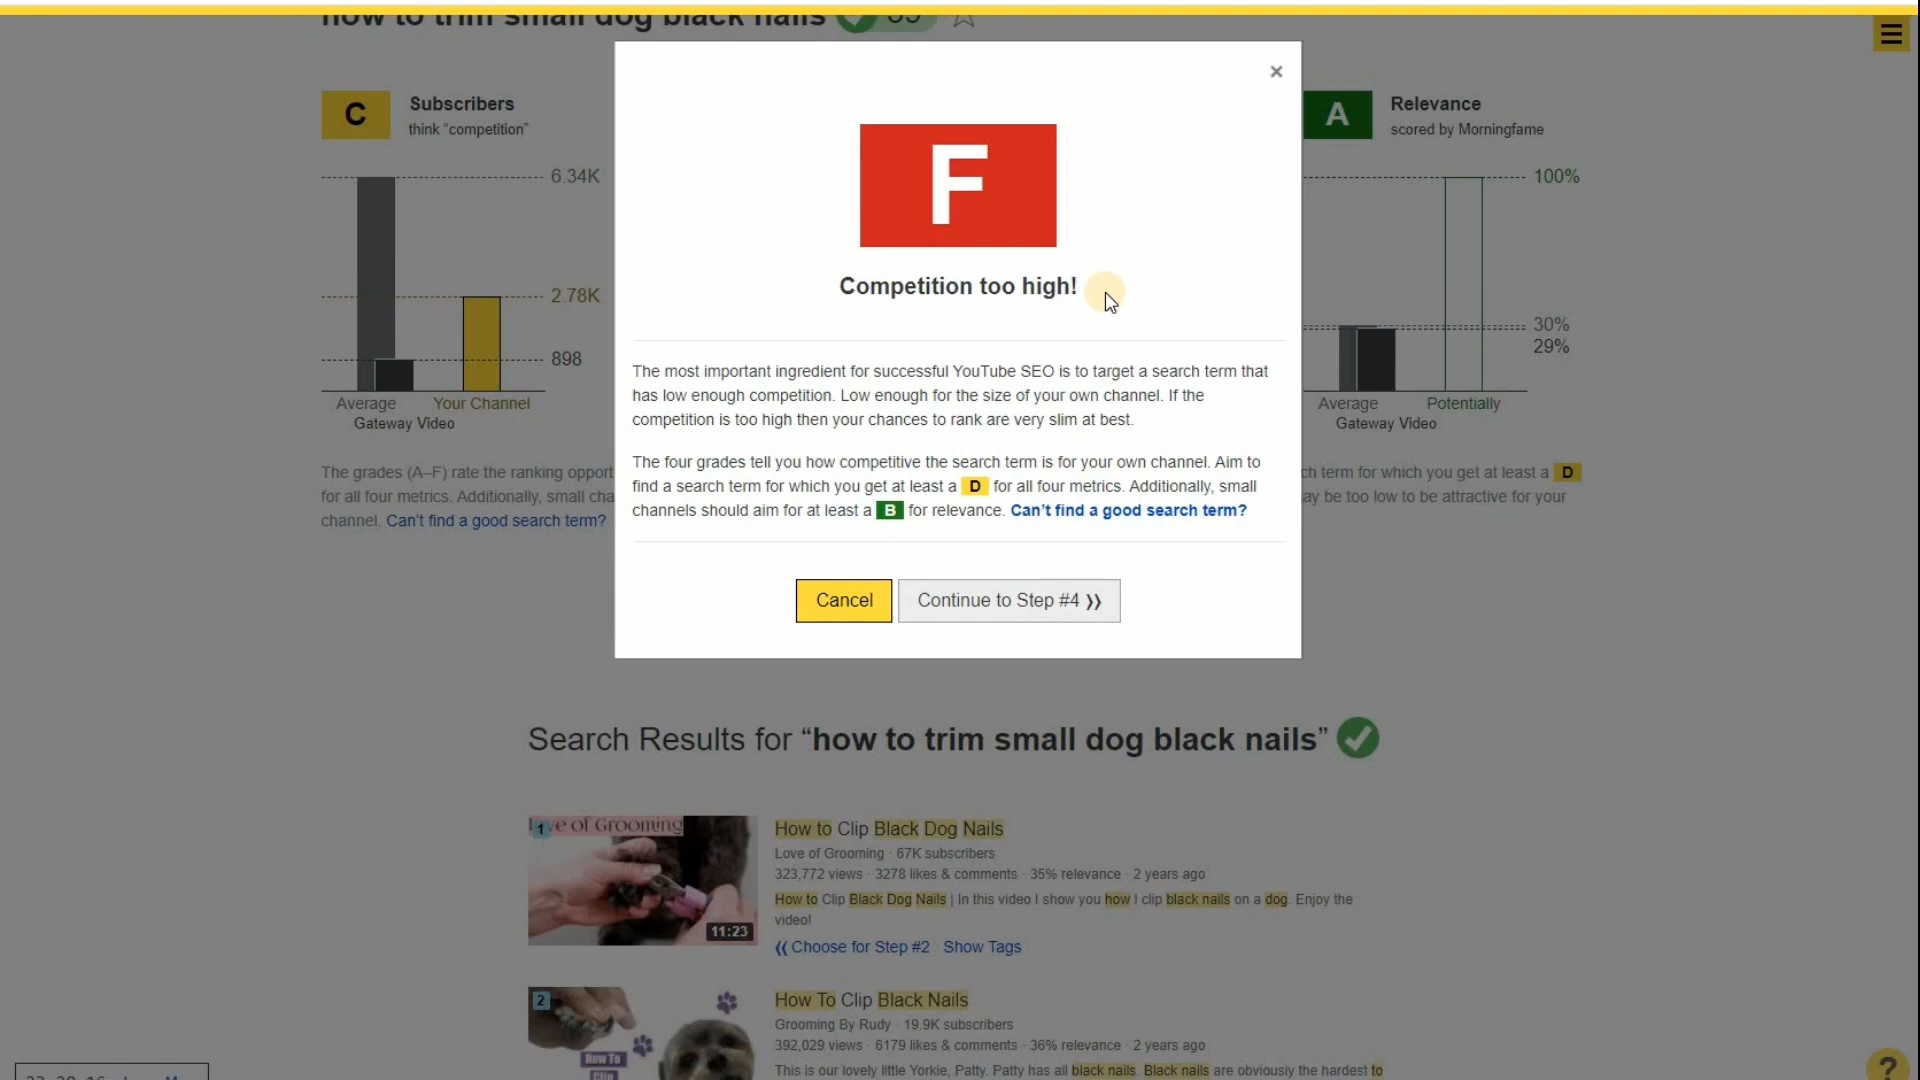 how to trim small dog black nails
C
Subscribers
think “competition”
6.34K
2.78K
898
Average
Your Channel
Gateway Video
The grades (A–F) rate the ranking
for all four metrics. Additionally, small
channel. Can’t find a good search term?
×
F
Competition too high!
The most important ingredient for successful YouTube SEO is to target a search term that
has low enough competition. Low enough for the size of your own channel. If the
competition is too high then your chances to rank are very slim at best.
The four grades tell you how competitive the search term is for your own channel. Aim to
find a search term for which you get at least a D for all four metrics. Additionally, small
channels should aim for at least a B for relevance. Can’t find a good search term?
Cancel
Continue to Step #4 ⟫
A
Relevance
scored by Morningfame
100%
30%
29%
Average
Potentially
Gateway Video
term for which you get at least a D
be too low to be attractive for your
Search Results for “how to trim small dog black nails”
1
of Grooming
11:23
How to Clip Black Dog Nails
Love of Grooming · 67K subscribers
323,772 views · 3278 likes & comments · 35% relevance · 2 years ago
How to Clip Black Dog Nails | In this video I show you how I clip black nails on a dog. Enjoy the
video!
⟪ Choose for Step #2 Show Tags
2
How To
Clip
How To Clip Black Nails
Grooming By Rudy · 19.9K subscribers
392,029 views · 6179 likes & comments · 36% relevance · 2 years ago
This is our lovely little Yorkie, Patty. Patty has all black nails. Black nails are obviously the hardest to
?